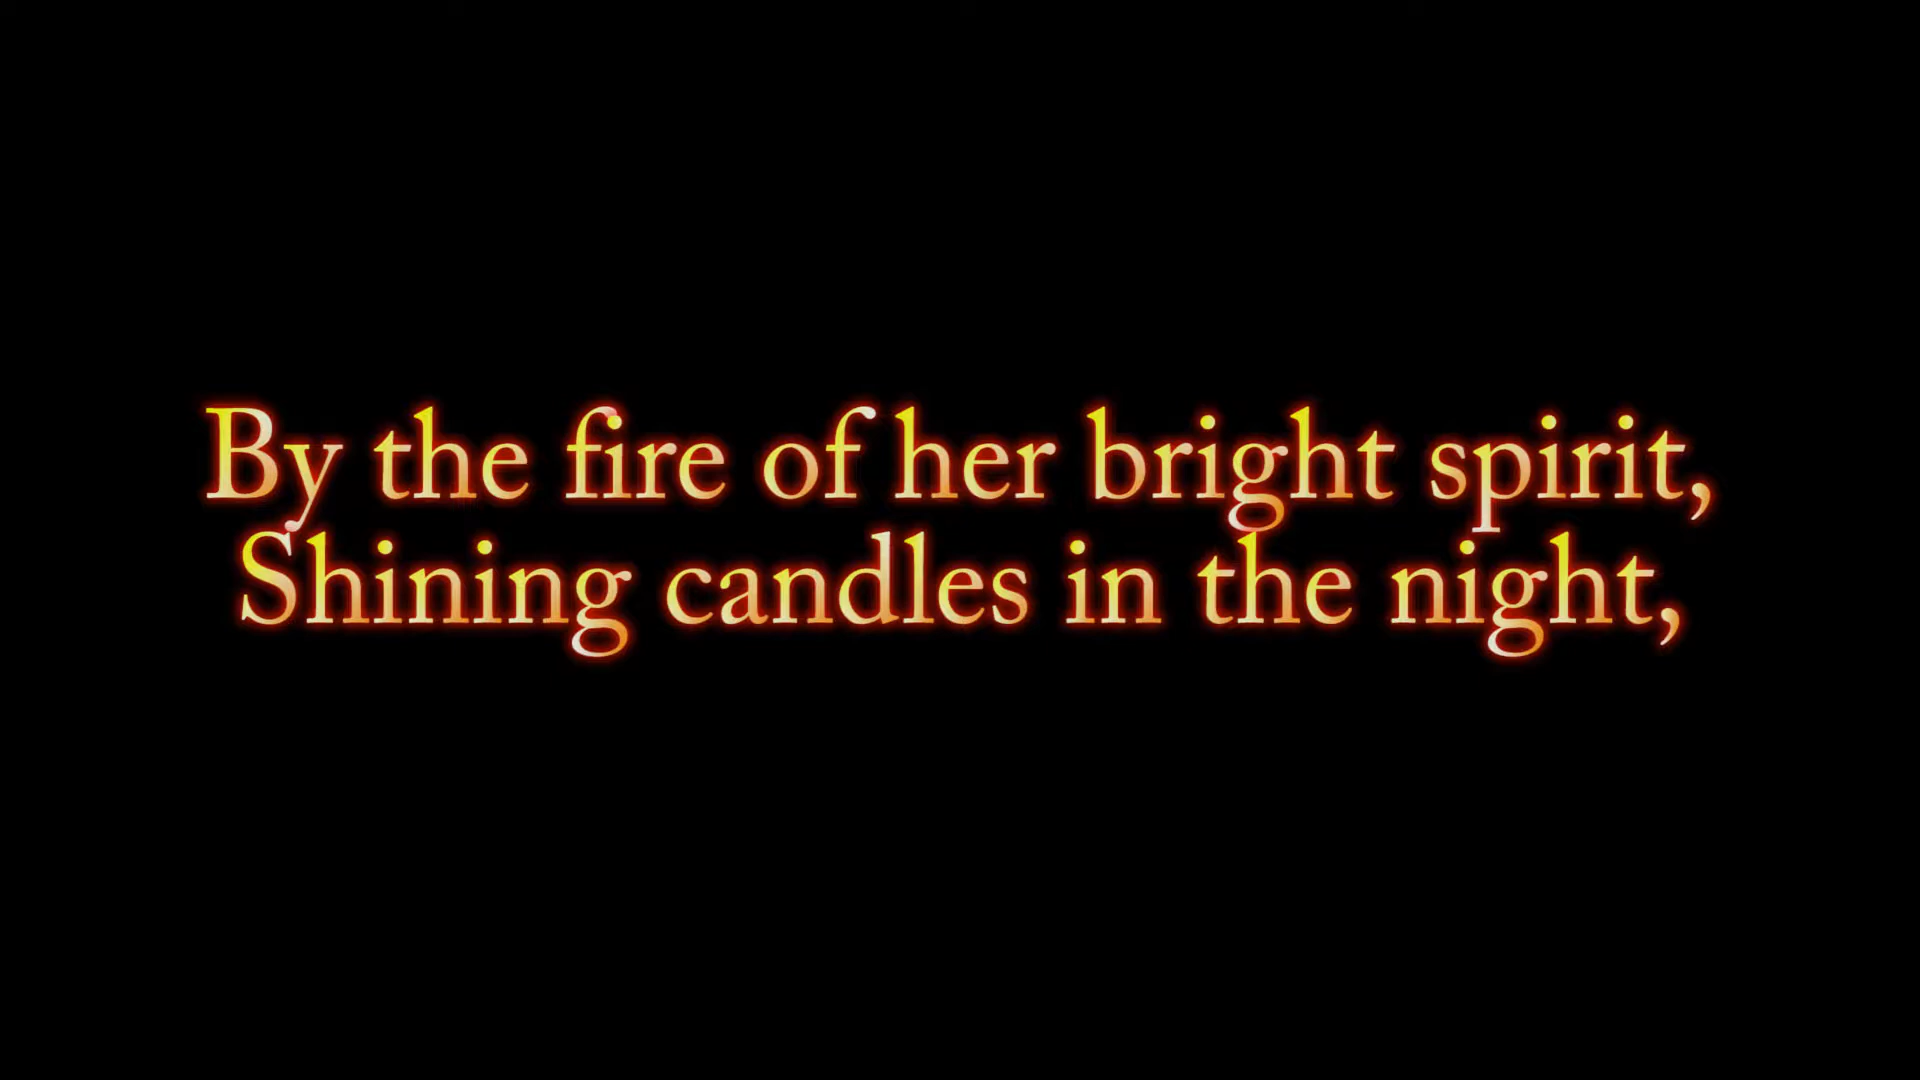 By the fire of her bright spirit,
Shining candles in the night,